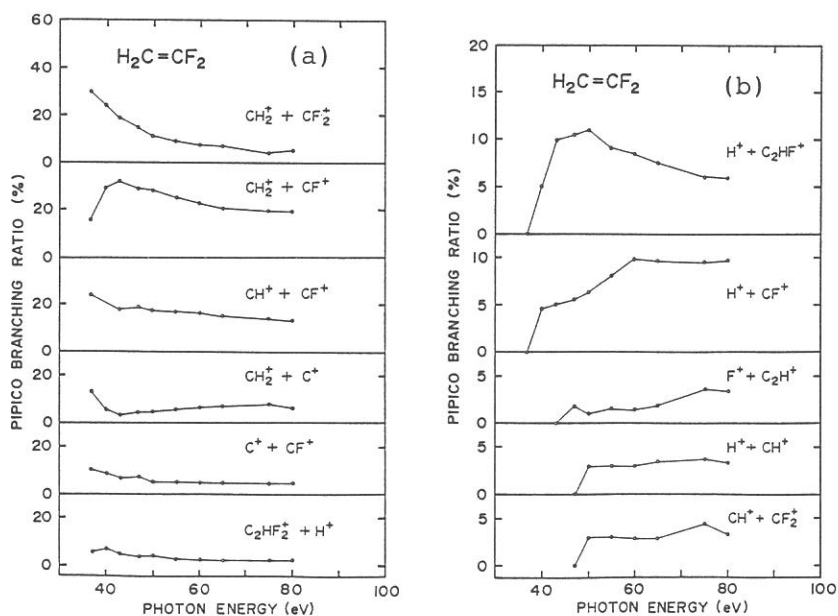 60
H₂C=CF₂ (a)
40
CH₂⁺ + CF₂⁺
20
0
CH₂⁺ + CF⁺
20
0
CH⁺ + CF⁺
20
0
CH₂⁺ + C⁺
20
0
C⁺ + CF⁺
20
0
C₂HF₂⁺ + H⁺
20
0
PIPICO BRANCHING RATIO (%)
40 60 80 100
PHOTON ENERGY (eV)
20
H₂C=CF₂ (b)
15
10
H⁺ + C₂HF⁺
5
0
10
H⁺ + CF⁺
5
0
F⁺ + C₂H⁺
5
0
H⁺ + CH⁺
5
0
CH⁺ + CF₂⁺
5
0
PIPICO BRANCHING RATIO (%)
40 60 80 100
PHOTON ENERGY (eV)